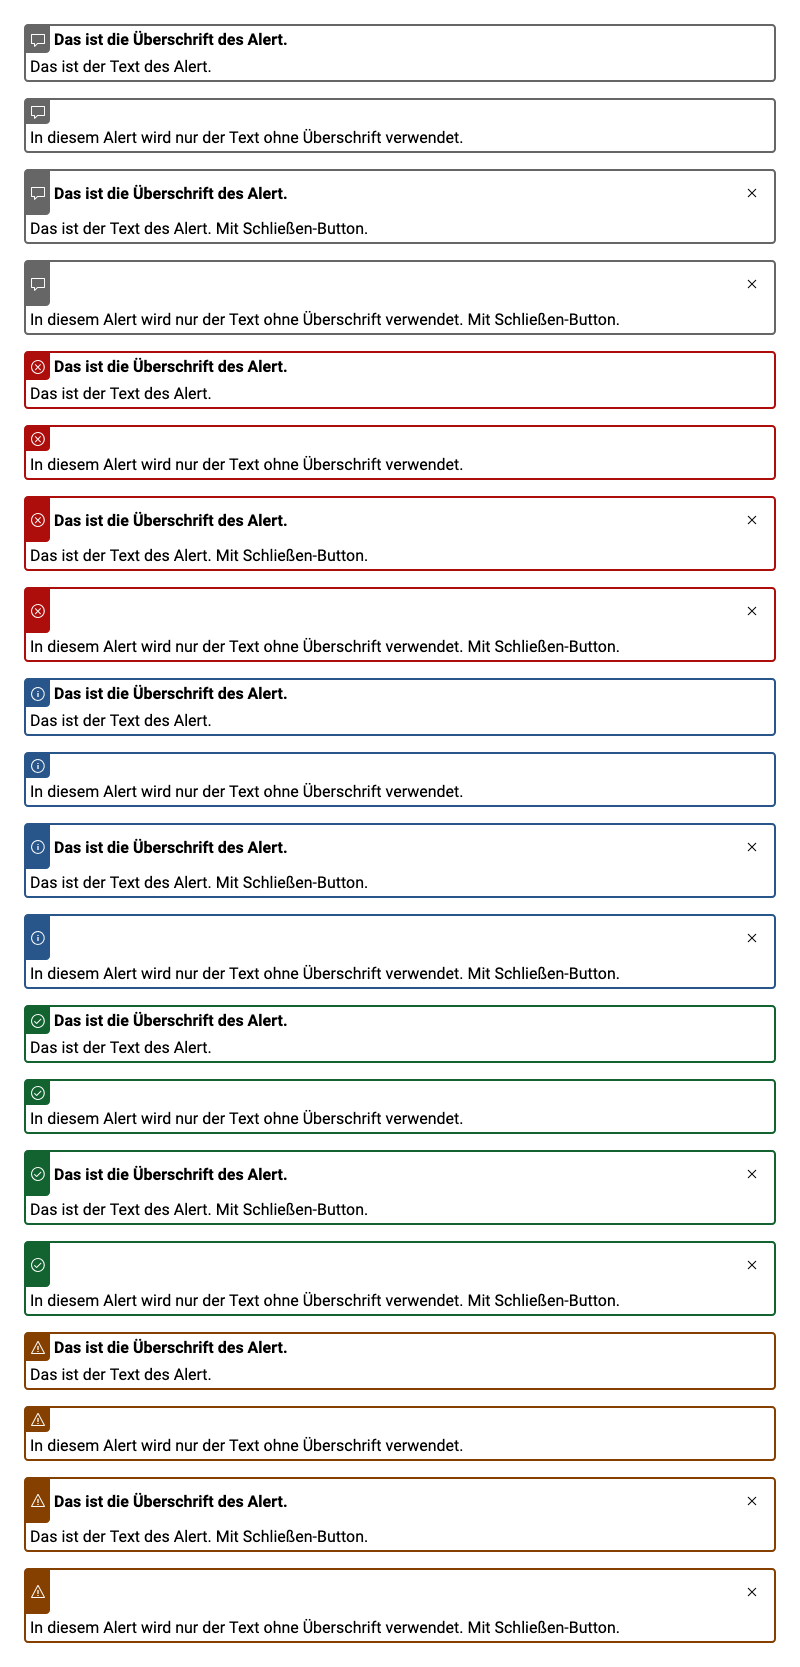 Das ist die Überschrift des Alert.
Das ist der Text des Alert.
In diesem Alert wird nur der Text ohne Überschrift verwendet.
Das ist die Überschrift des Alert.
Das ist der Text des Alert. Mit Schließen-Button.
In diesem Alert wird nur der Text ohne Überschrift verwendet. Mit Schließen-Button.
Das ist die Überschrift des Alert.
Das ist der Text des Alert.
In diesem Alert wird nur der Text ohne Überschrift verwendet.
Das ist die Überschrift des Alert.
Das ist der Text des Alert. Mit Schließen-Button.
In diesem Alert wird nur der Text ohne Überschrift verwendet. Mit Schließen-Button.
Das ist die Überschrift des Alert.
Das ist der Text des Alert.
In diesem Alert wird nur der Text ohne Überschrift verwendet.
Das ist die Überschrift des Alert.
Das ist der Text des Alert. Mit Schließen-Button.
In diesem Alert wird nur der Text ohne Überschrift verwendet. Mit Schließen-Button.
Das ist die Überschrift des Alert.
Das ist der Text des Alert.
In diesem Alert wird nur der Text ohne Überschrift verwendet.
Das ist die Überschrift des Alert.
Das ist der Text des Alert. Mit Schließen-Button.
In diesem Alert wird nur der Text ohne Überschrift verwendet. Mit Schließen-Button.
Das ist die Überschrift des Alert.
Das ist der Text des Alert.
In diesem Alert wird nur der Text ohne Überschrift verwendet.
Das ist die Überschrift des Alert.
Das ist der Text des Alert. Mit Schließen-Button.
In diesem Alert wird nur der Text ohne Überschrift verwendet. Mit Schließen-Button.